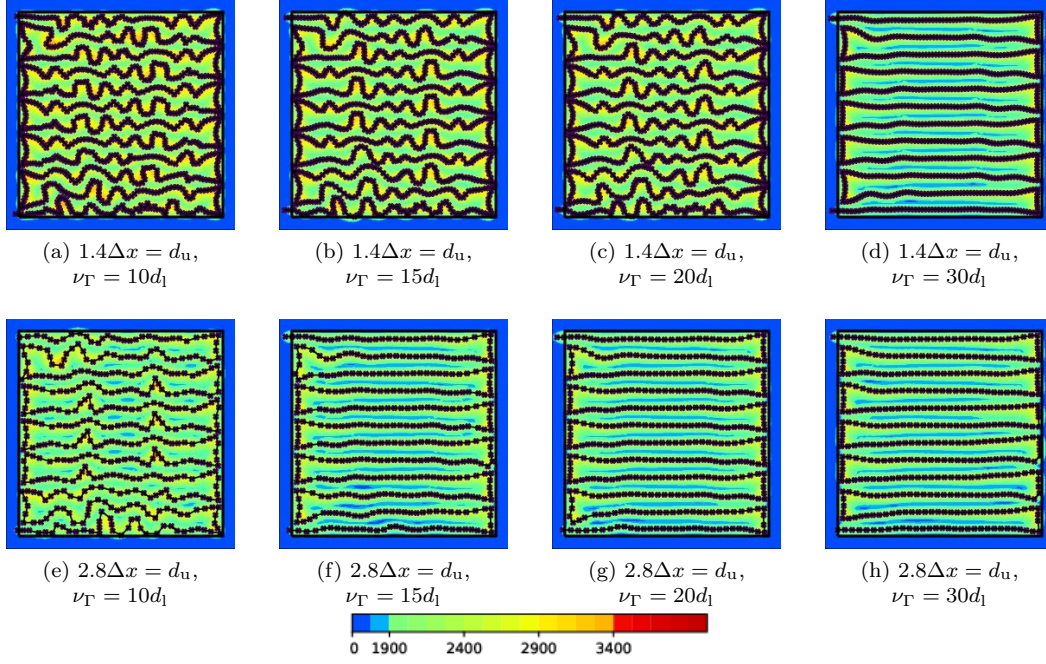 (a) 1.4Δx = d_u,
ν_Γ = 10d_l
(b) 1.4Δx = d_u,
ν_Γ = 15d_l
(c) 1.4Δx = d_u,
ν_Γ = 20d_l
(d) 1.4Δx = d_u,
ν_Γ = 30d_l
(e) 2.8Δx = d_u,
ν_Γ = 10d_l
(f) 2.8Δx = d_u,
ν_Γ = 15d_l
(g) 2.8Δx = d_u,
ν_Γ = 20d_l
(h) 2.8Δx = d_u,
ν_Γ = 30d_l
0 1900 2400 2900 3400